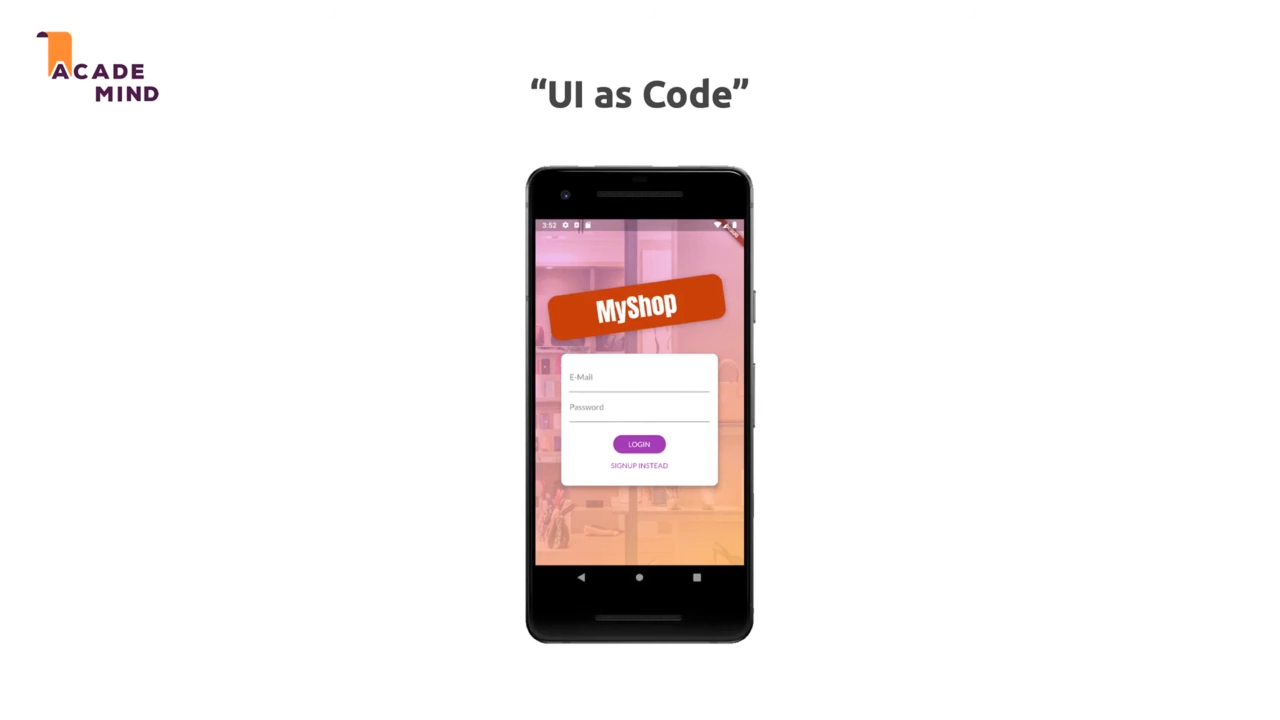 ACADE
MIND
“UI as Code”
3:52
MyShop
E-Mail
Password
LOGIN
SIGNUP INSTEAD